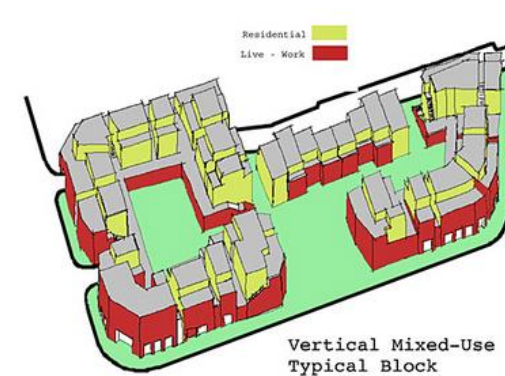 Residential
Live - Work
Vertical Mixed-Use
Typical Block